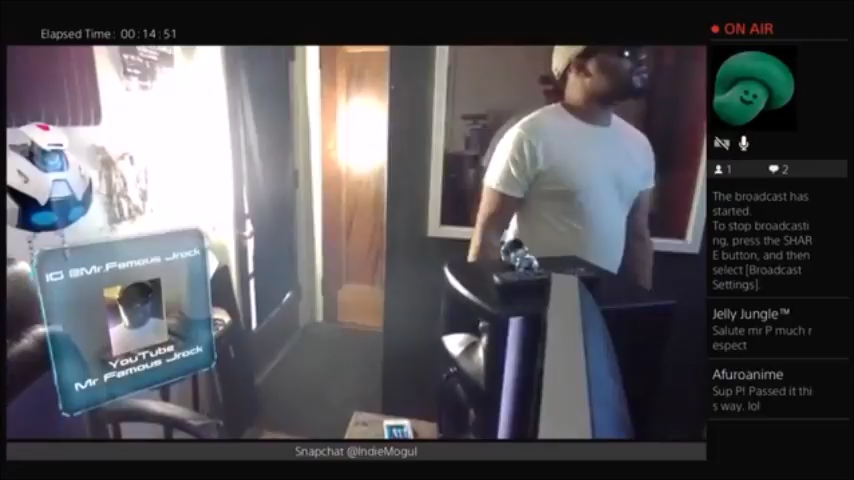 Elapsed Time: 00:14:51
ON AIR
1
2
The broadcast has
started.
To stop broadcasti
ng, press the SHAR
E button, and then
select [Broadcast
Settings].
IG @Mr.Famous Jrock
YouTube
Mr Famous Jrock
Jelly Jungle™
Salute mr P much r
espect
Afuroanime
Sup P! Passed it thi
s way. lol
Snapchat @IndieMogul